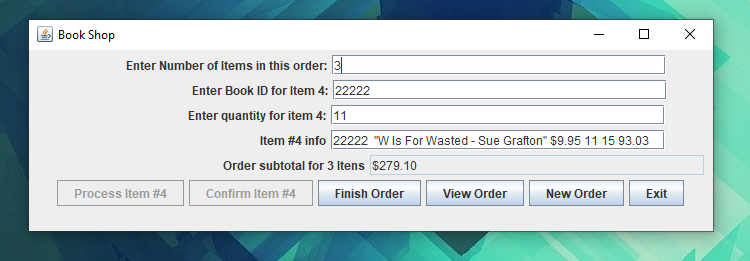 Book Shop
Enter Number of Items in this order: 3
Enter Book ID for Item 4: 22222
Enter quantity for item 4: 11
Item #4 info 22222 "W Is For Wasted - Sue Grafton" $9.95 11 15 93.03
Order subtotal for 3 Itens $279.10
Process Item #4 Confirm Item #4 Finish Order View Order New Order Exit